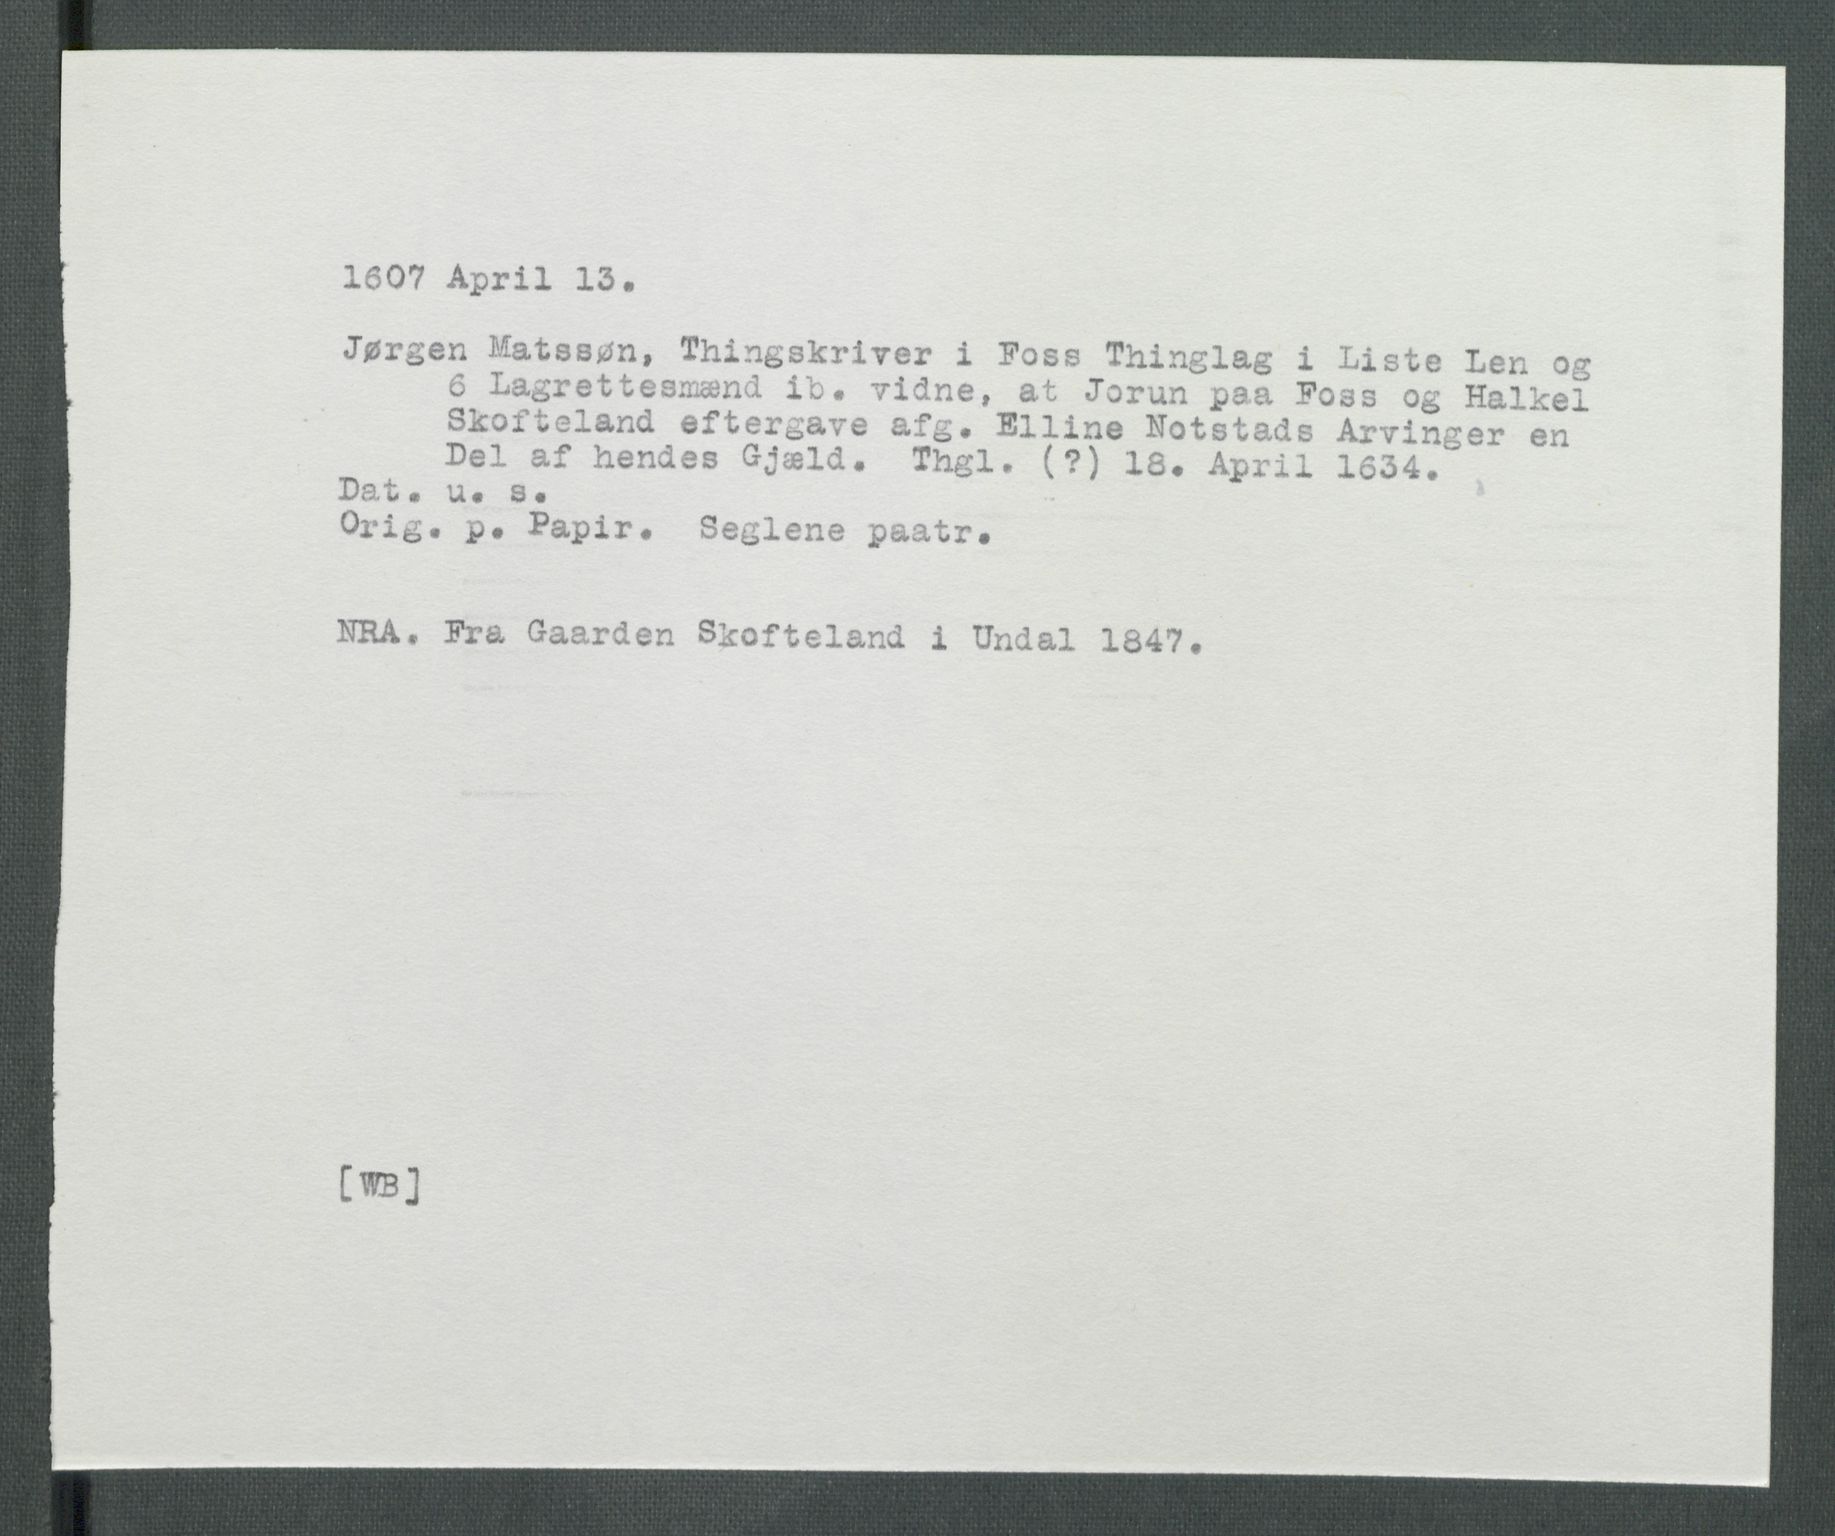 1607 April 13.
Jørgen Matssøn, Thingskriver i Foss Thinglag i Liste Len og
6 Lagrettesmænd ib. vidne, at Jorun paa Foss og Halkel
Skofteland eftergave afg. Elline Notstads Arvinger en
Del af hendes Gjæld. Thgl. (?) 18. April 1634.
Dat. u. s.
Orig. p. Papir. Seglene paatr.
NRA. Fra Gaarden Skofteland i Undal 1847.
[WB]